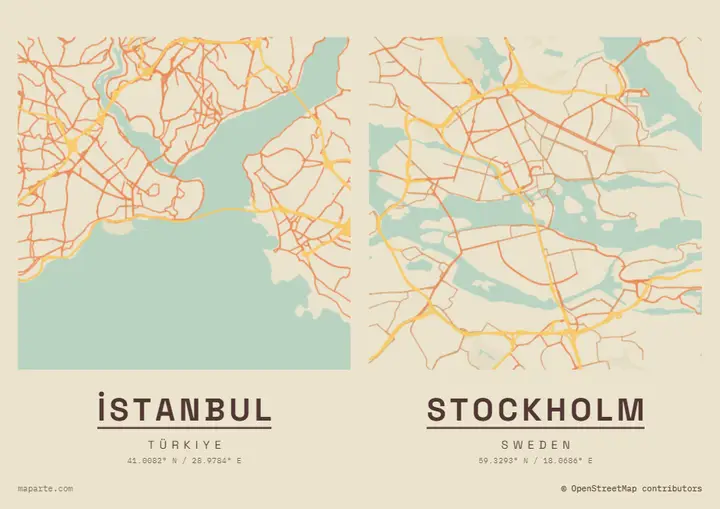 İSTANBUL
TÜRKIYE
41.0082° N / 28.9784° E
STOCKHOLM
SWEDEN
59.3293° N / 18.0686° E
maparte.com
© OpenStreetMap contributors